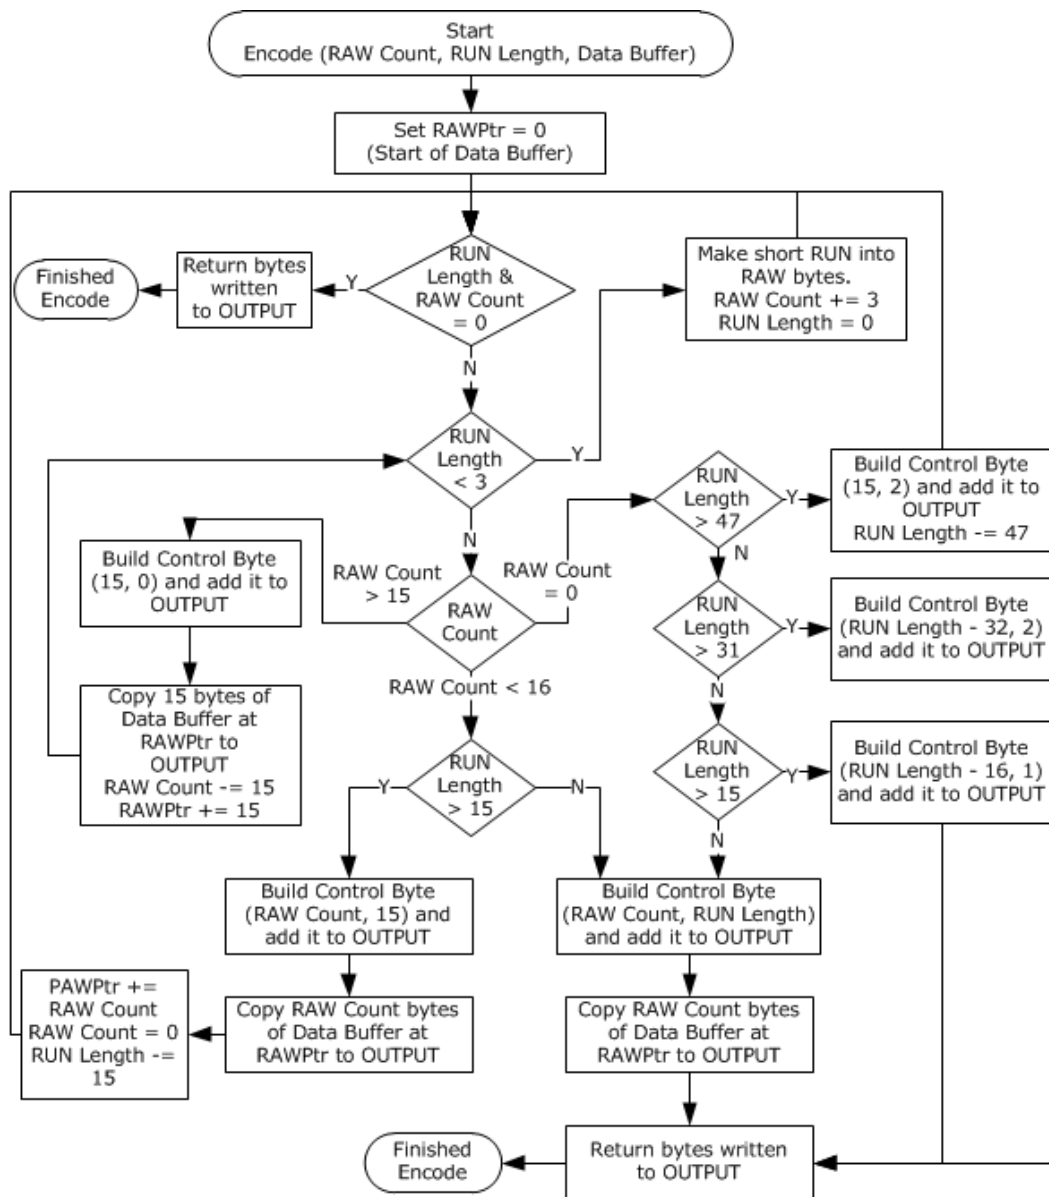 Start
Encode (RAW Count, RUN Length, Data Buffer)
Set RAWPtr = 0
(Start of Data Buffer)
RUN
Length &
RAW Count
= 0
Y
Return bytes
written
to OUTPUT
Finished
Encode
Make short RUN into
RAW bytes.
RAW Count += 3
RUN Length = 0
N
RUN
Length
< 3
Y
N
RUN
Length
> 47
Y
Build Control Byte
(15, 2) and add it to
OUTPUT
RUN Length -= 47
N
Build Control Byte
(15, 0) and add it to
OUTPUT
RAW Count
> 15
RAW Count
= 0
RAW
Count
RUN
Length
> 31
Y
Build Control Byte
(RUN Length - 32, 2)
and add it to OUTPUT
N
RAW Count < 16
Copy 15 bytes of
Data Buffer at
RAWPtr to
OUTPUT
RAW Count -= 15
RAWPtr += 15
RUN
Length
> 15
Y
N
RUN
Length
> 15
Y
Build Control Byte
(RUN Length - 16, 1)
and add it to OUTPUT
N
Build Control Byte
(RAW Count, 15) and
add it to OUTPUT
Build Control Byte
(RAW Count, RUN Length)
and add it to OUTPUT
PAWPtr +=
RAW Count
RAW Count = 0
RUN Length -=
15
Copy RAW Count bytes
of Data Buffer at
RAWPtr to OUTPUT
Copy RAW Count bytes
of Data Buffer at
RAWPtr to OUTPUT
Finished
Encode
Return bytes written
to OUTPUT